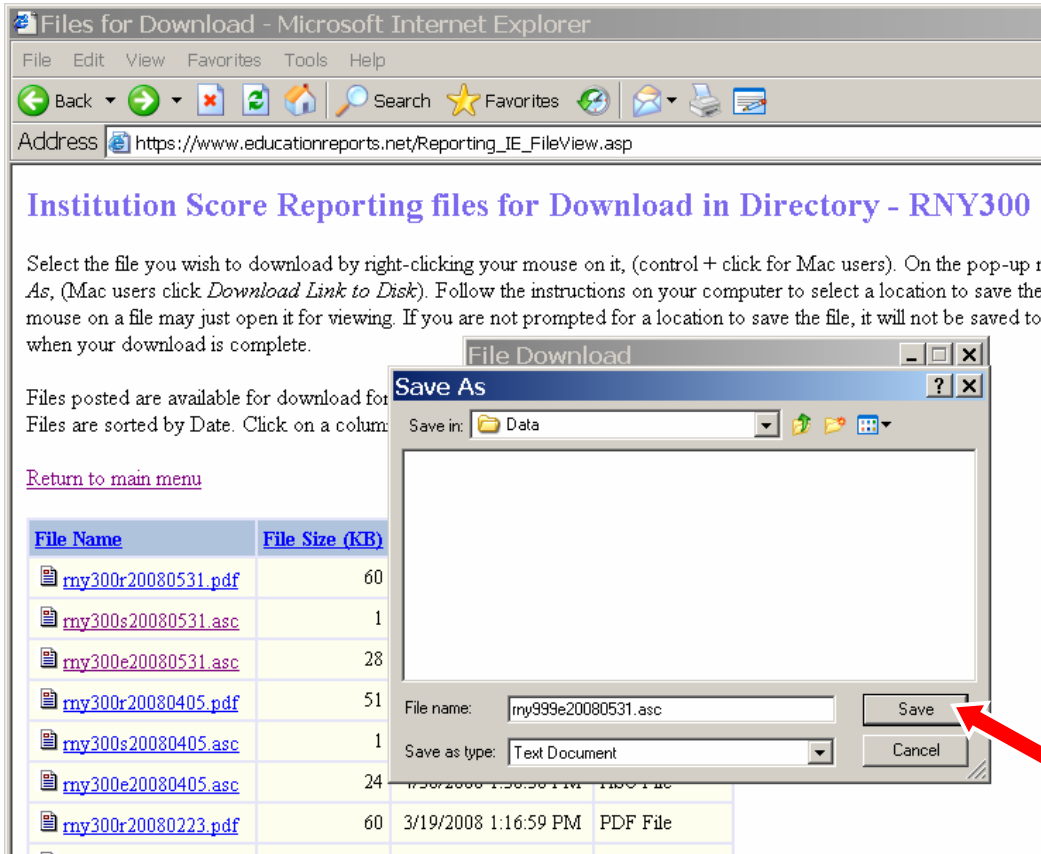 Files for Download - Microsoft Internet Explorer
File Edit View Favorites Tools Help
Back Search Favorites
Address https://www.educationreports.net/Reporting_IE_FileView.asp
Institution Score Reporting files for Download in Directory - RNY300
Select the file you wish to download by right-clicking your mouse on it, (control + click for Mac users). On the pop-up
As, (Mac users click Download Link to Disk). Follow the instructions on your computer to select a location to save the
mouse on a file may just open it for viewing. If you are not prompted for a location to save the file, it will not be saved to
when your download is complete.
File Download
Save As
Files posted are available for download for
Save in: Data
Files are sorted by Date. Click on a colum
Return to main menu
File Name File Size (KB)
rny300r20080531.pdf 60
rny300s20080531.asc 1
rny300e20080531.asc 28
rny300r20080405.pdf 51
File name: rny999e20080531.asc Save
rny300s20080405.asc 1
Save as type: Text Document Cancel
rny300e20080405.asc 24
rny300r20080223.pdf 60 3/19/2008 1:16:59 PM PDF File